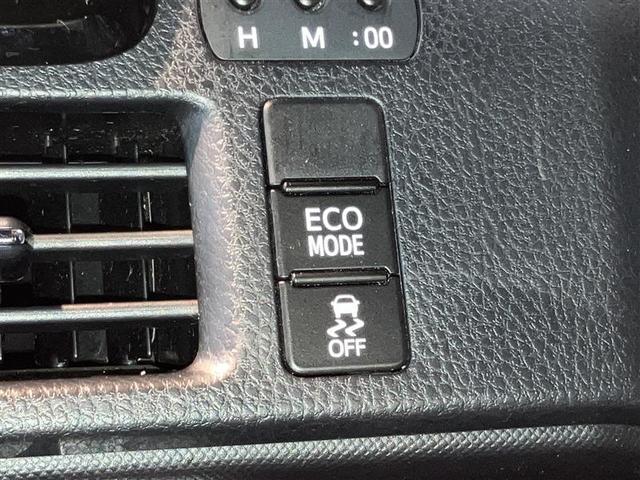 H M :00
ECO
MODE
OFF